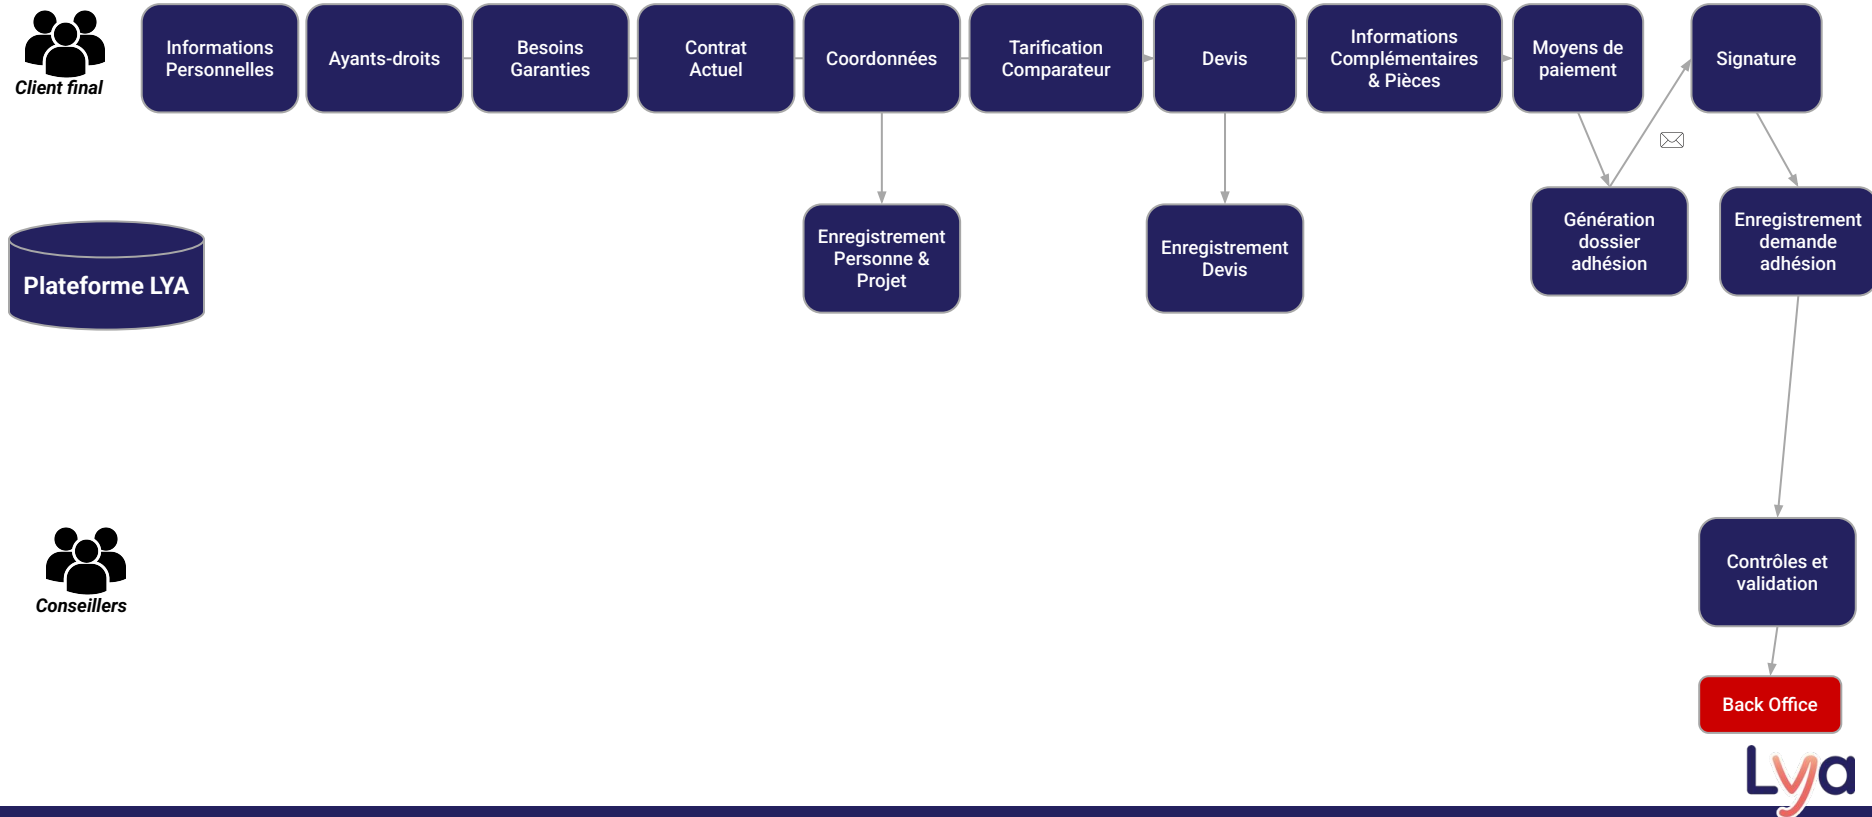 Client final
Informations
Personnelles
Ayants-droits
Besoins
Garanties
Contrat
Actuel
Coordonnées
Tarification
Comparateur
Devis
Informations
Complémentaires
& Pièces
Moyens de
paiement
Signature
Plateforme LYA
Enregistrement
Personne &
Projet
Enregistrement
Devis
Génération
dossier
adhésion
Enregistrement
demande
adhésion
Conseillers
Contrôles et
validation
Back Office
Lya